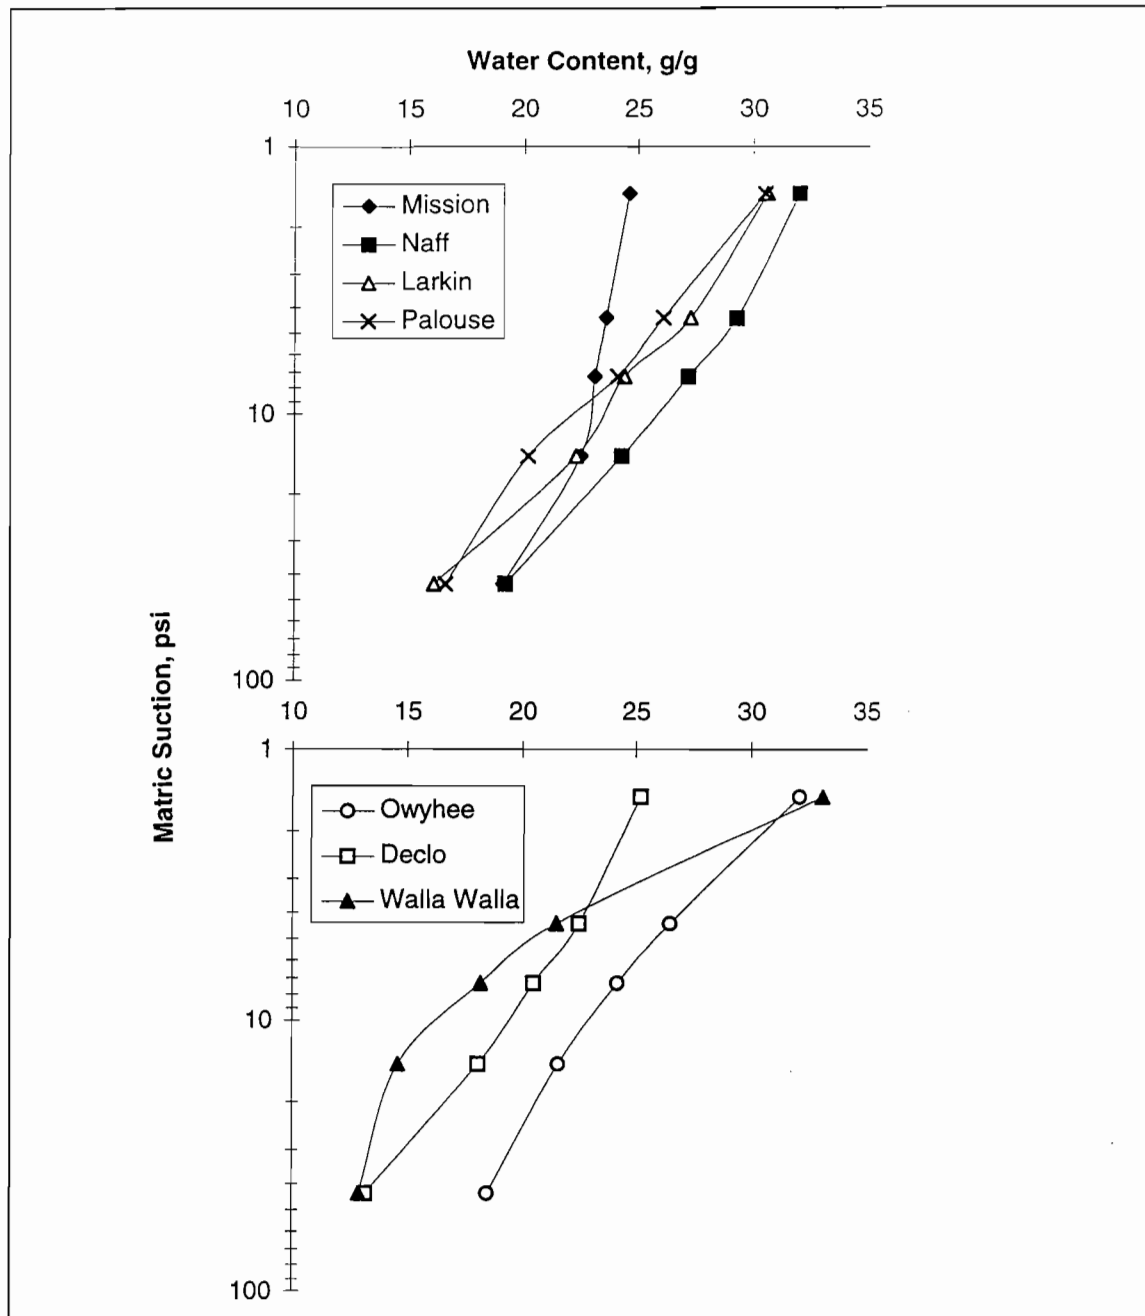 Water Content, g/g
10 15 20 25 30 35
1
Mission
Naff
Larkin
Palouse
10
100
Matric Suction, psi
10 15 20 25 30 35
1
Owyhee
Declo
Walla Walla
10
100